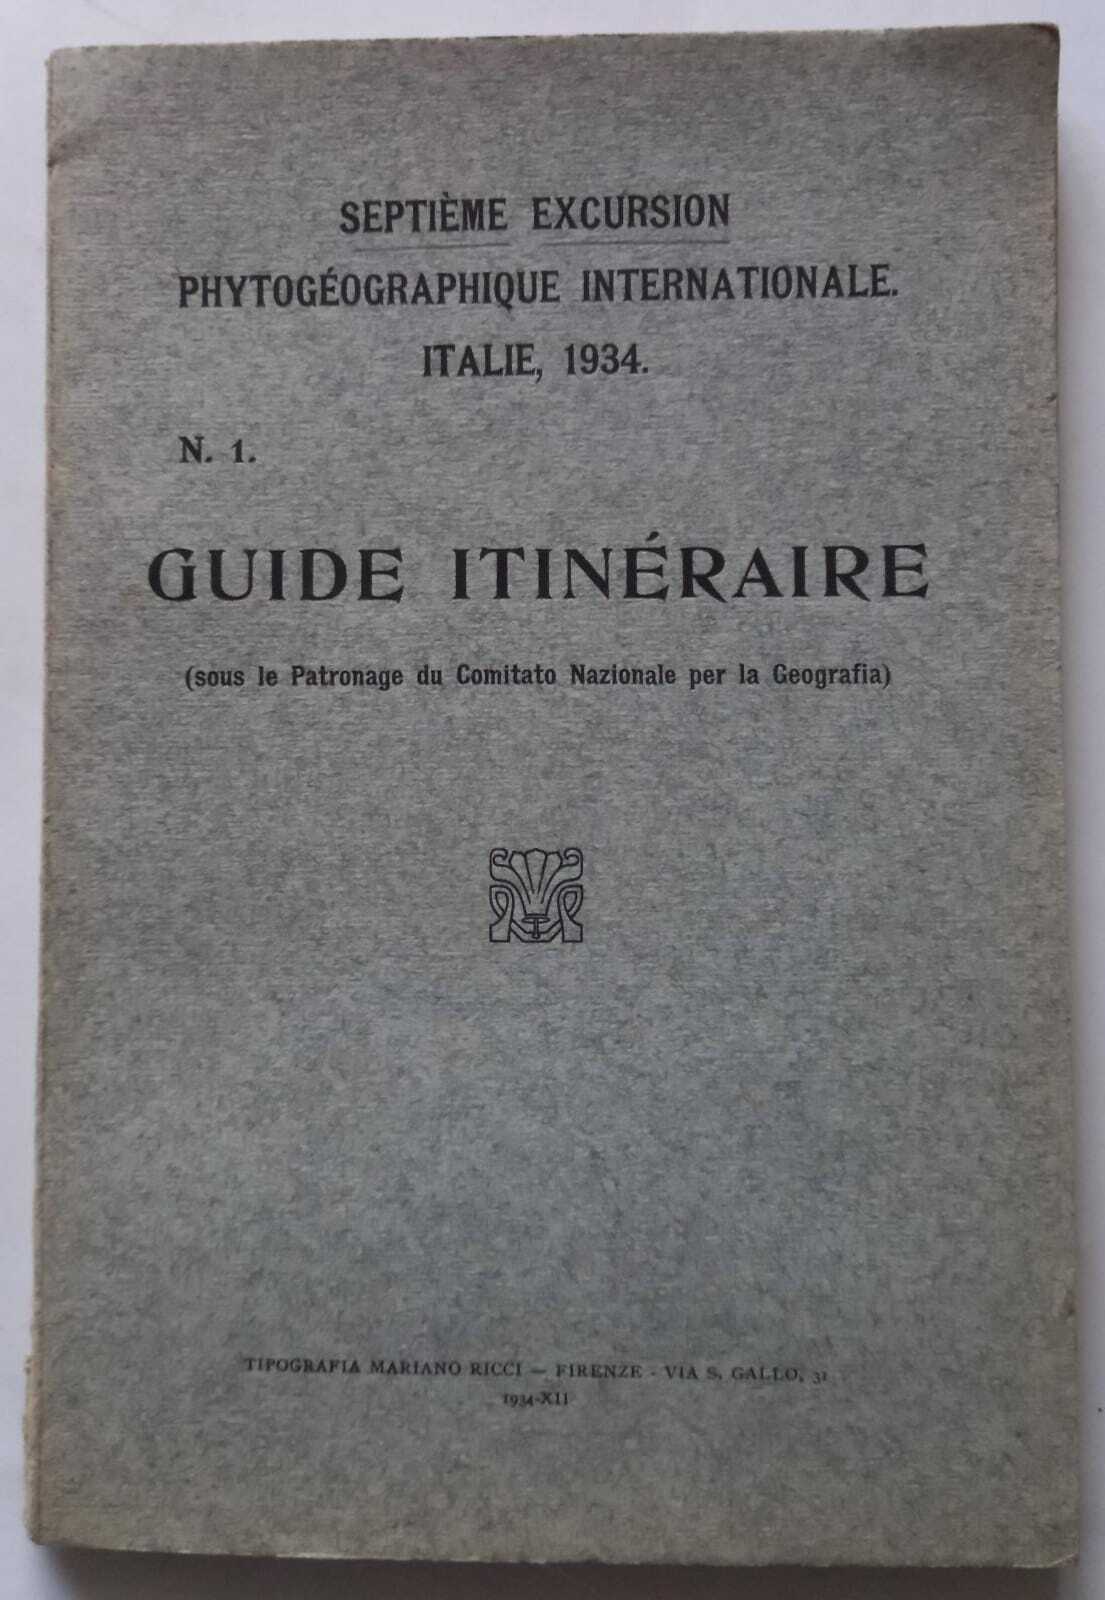 SEPTIÈME EXCURSION
PHYTOGÉOGRAPHIQUE INTERNATIONALE.
ITALIE, 1934.
N. 1.
GUIDE ITINÉRAIRE
(sous le Patronage du Comitato Nazionale per la Geografia)
TIPOGRAFIA MARIANO RICCI — FIRENZE - VIA S. GALLO, 31
1934-XII